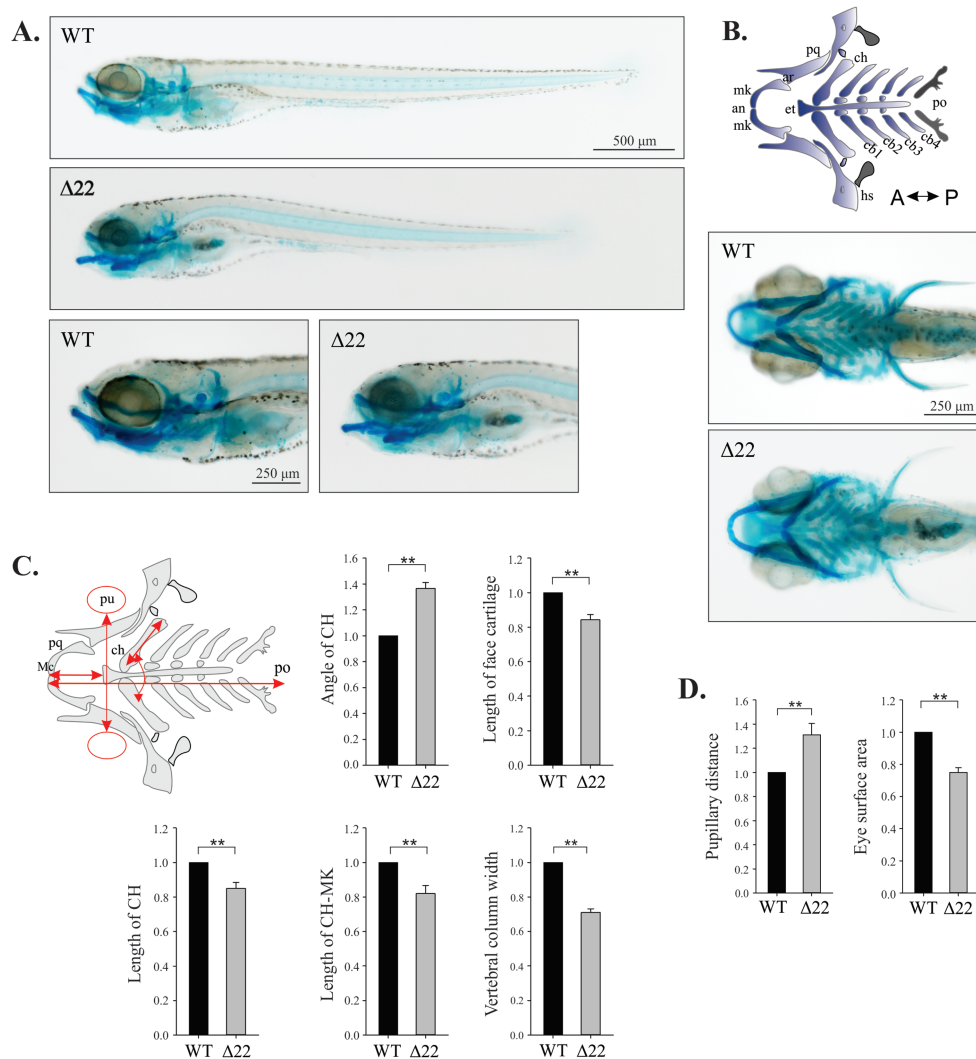 A.
WT
500 µm
Δ22
WT
250 µm
Δ22
B.
pq
ch
ar
mk
an
et
po
mk
cb1
cb2
cb3
cb4
hs
A P
WT
250 µm
Δ22
C.
pu
pq
ch
Mc
po
Angle of CH
1.6
1.4
1.2
1.0
0.8
0.6
0.4
0.2
0.0
**
WT Δ22
Length of face cartilage
1.2
1.0
0.8
0.6
0.4
0.2
0.0
**
WT Δ22
Length of CH
1.2
1.0
0.8
0.6
0.4
0.2
0.0
**
WT Δ22
Length of CH-MK
1.2
1.0
0.8
0.6
0.4
0.2
0.0
**
WT Δ22
Vertebral column width
1.2
1.0
0.8
0.6
0.4
0.2
0.0
**
WT Δ22
D.
Pupillary distance
1.6
1.4
1.2
1.0
0.8
0.6
0.4
0.2
0.0
**
WT Δ22
Eye surface area
1.2
1.0
0.8
0.6
0.4
0.2
0.0
**
WT Δ22